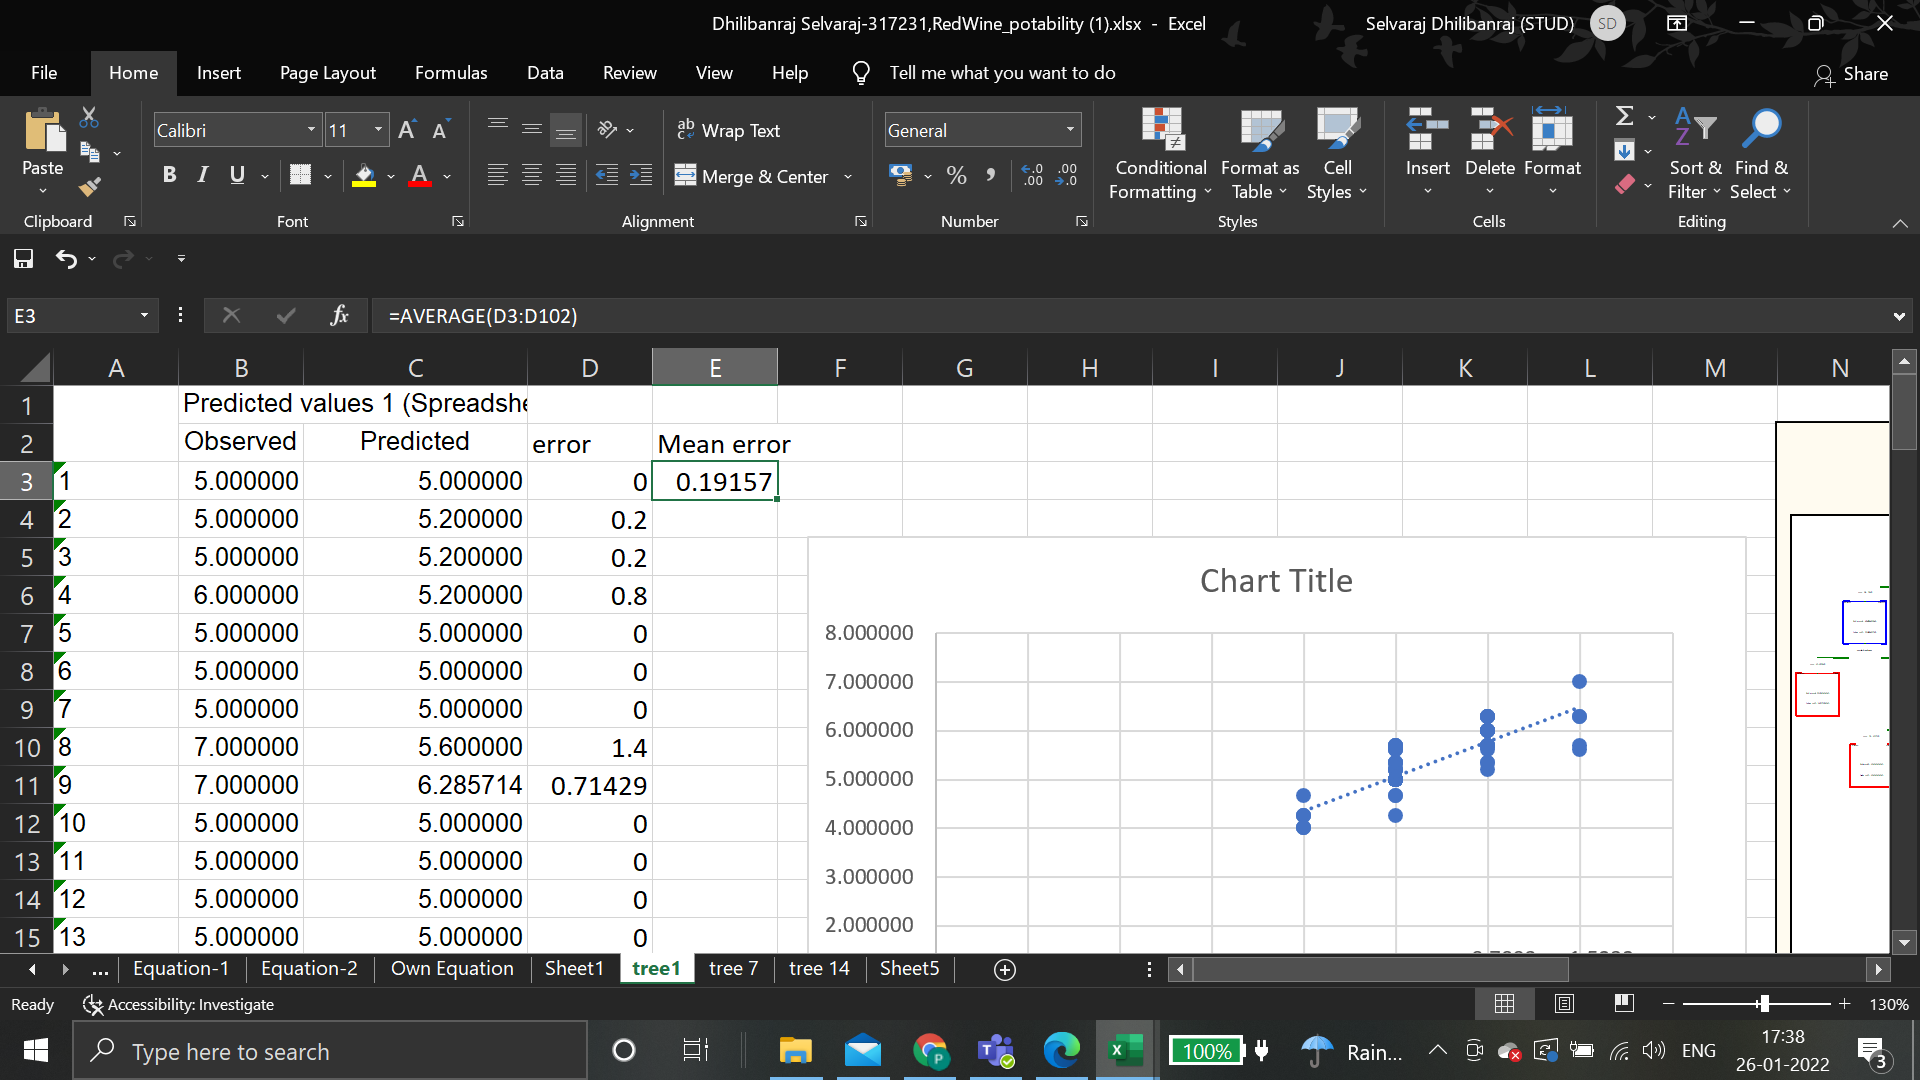 Dhilibanraj Selvaraj-317231,RedWine_potability (1).xlsx - Excel
Selvaraj Dhilibanraj (STUD) SD
File Home Insert Page Layout Formulas Data Review View Help Tell me what you want to do Share
Paste
Clipboard
Calibri 11
B I U
Font
ab Wrap Text
Merge & Center
Alignment
General
% 9 .00 .00
Number
Conditional Formatting
Format as Table
Cell Styles
Styles
Insert Delete Format
Cells
Sort & Filter
Find & Select
Editing
E3 fx =AVERAGE(D3:D102)
A B C D E F G H I J K L M N
1 Predicted values 1 (Spreadshe
2 Observed Predicted error Mean error
3 1 5.000000 5.000000 0 0.19157
4 2 5.000000 5.200000 0.2
5 3 5.000000 5.200000 0.2
6 4 6.000000 5.200000 0.8
7 5 5.000000 5.000000 0
8 6 5.000000 5.000000 0
9 7 5.000000 5.000000 0
10 8 7.000000 5.600000 1.4
11 9 7.000000 6.285714 0.71429
12 10 5.000000 5.000000 0
13 11 5.000000 5.000000 0
14 12 5.000000 5.000000 0
15 13 5.000000 5.000000 0
Chart Title
8.000000
7.000000
6.000000
5.000000
4.000000
3.000000
2.000000
... Equation-1 Equation-2 Own Equation Sheet1 tree1 tree 7 tree 14 Sheet5
Ready Accessibility: Investigate 130%
Type here to search
100% Rain... ENG
17:38
26-01-2022
3